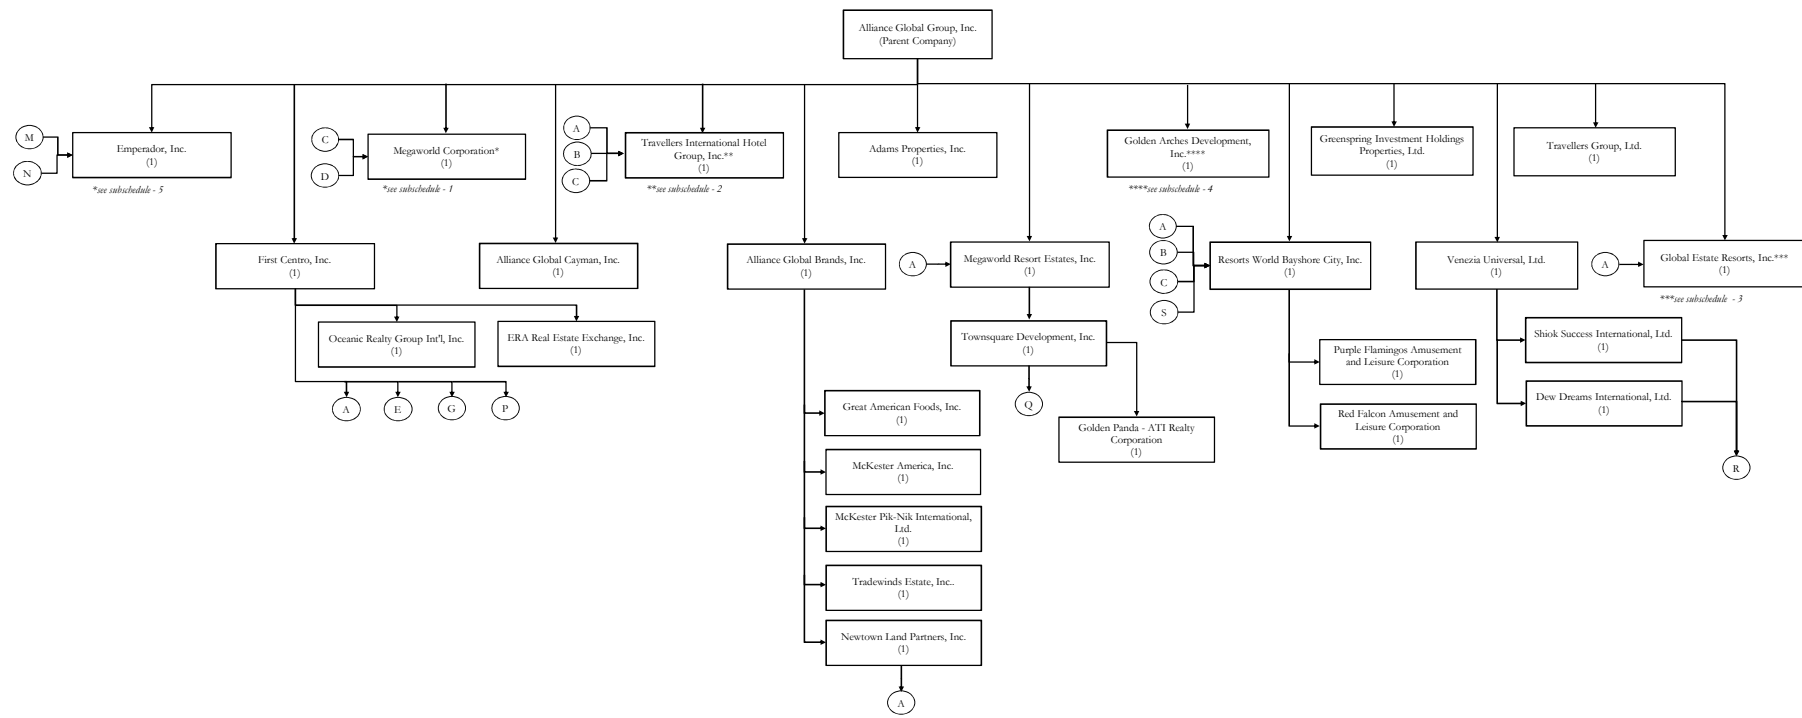 Alliance Global Group, Inc.
(Parent Company)
M
N
Emperador, Inc.
(1)
*see subschedule - 5
C
D
Megaworld Corporation*
(1)
*see subschedule - 1
A
B
C
Travellers International Hotel
Group, Inc.**
(1)
**see subschedule - 2
Adams Properties, Inc.
(1)
Golden Arches Development,
Inc.****
(1)
****see subschedule - 4
Greenspring Investment Holdings
Properties, Ltd.
(1)
Travellers Group, Ltd.
(1)
First Centro, Inc.
(1)
Alliance Global Cayman, Inc.
(1)
Alliance Global Brands, Inc.
(1)
A
Megaworld Resort Estates, Inc.
(1)
A
B
C
S
Resorts World Bayshore City, Inc.
(1)
Venezia Universal, Ltd.
(1)
A
Global Estate Resorts, Inc.***
(1)
***see subschedule - 3
Oceanic Realty Group Int'l, Inc.
(1)
ERA Real Estate Exchange, Inc.
(1)
A
E
G
P
Townsquare Development, Inc.
(1)
Q
Golden Panda - ATI Realty
Corporation
(1)
Purple Flamingos Amusement
and Leisure Corporation
(1)
Red Falcon Amusement and
Leisure Corporation
(1)
Shiok Success International, Ltd.
(1)
Dew Dreams International, Ltd.
(1)
R
Great American Foods, Inc.
(1)
McKester America, Inc.
(1)
McKester Pik-Nik International,
Ltd.
(1)
Tradewinds Estate, Inc..
(1)
Newtown Land Partners, Inc.
(1)
A